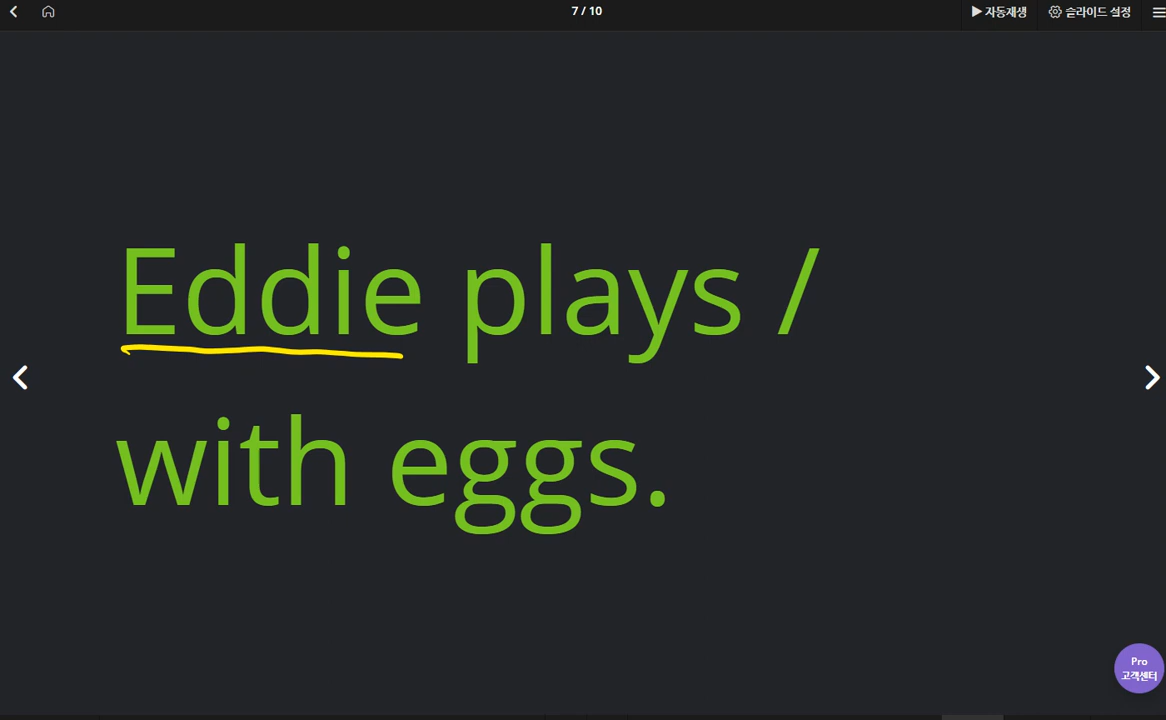 7 / 10
▶ 자동재생
슬라이드 설정
Eddie plays /
with eggs.
Pro
고객센터